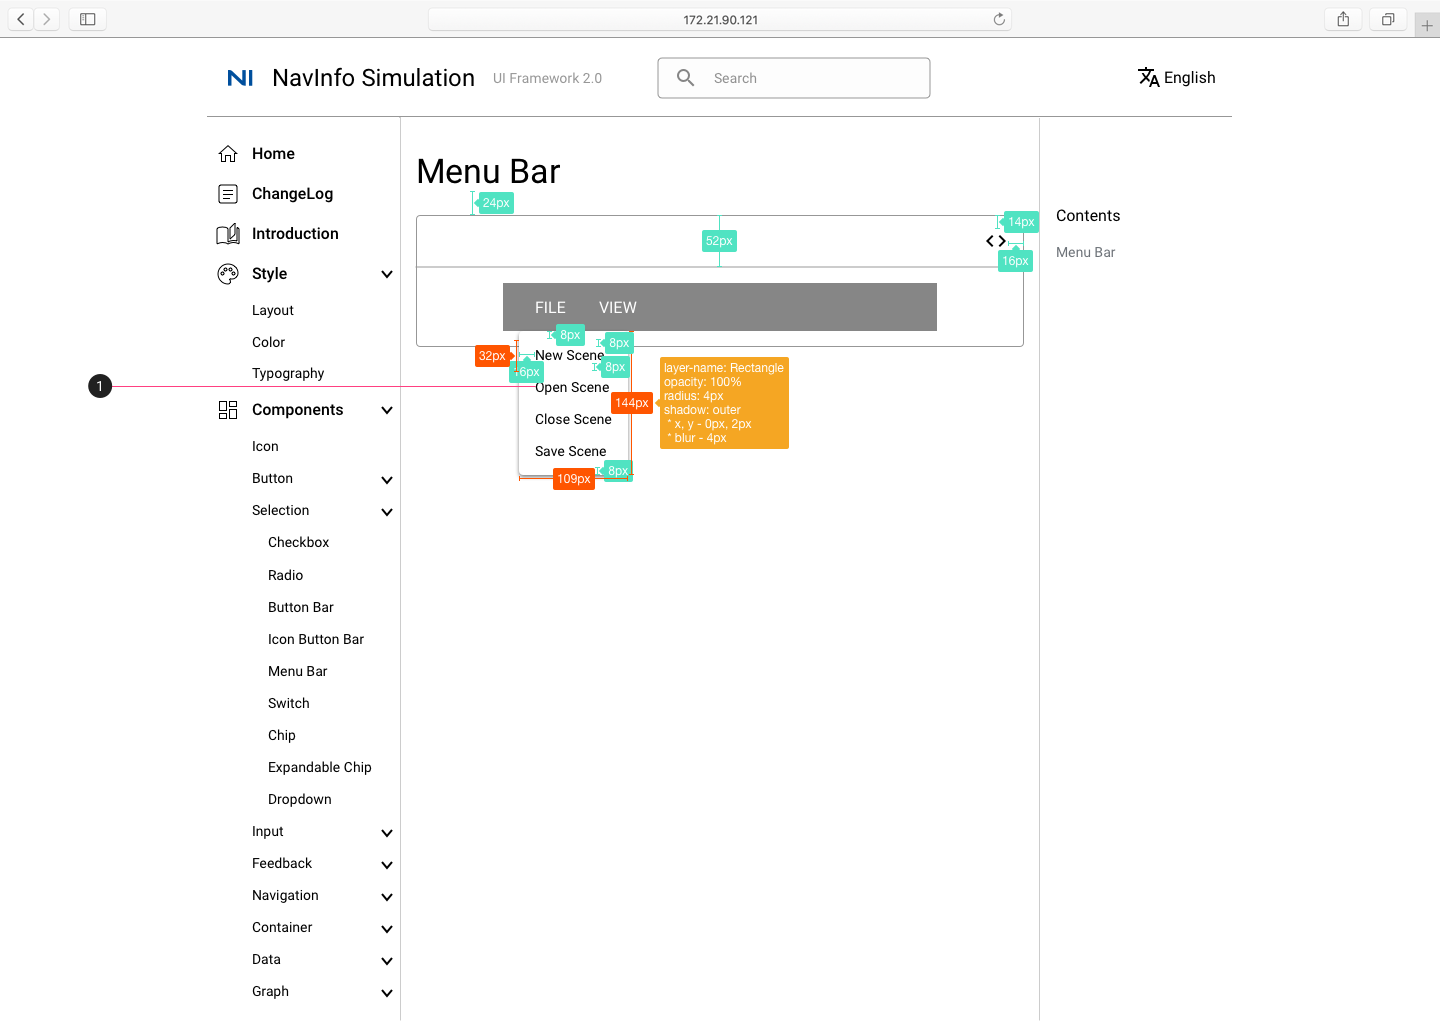 172.21.90.121
NI NavInfo Simulation UI Framework 2.0 Search English
Home
ChangeLog
Introduction
Style
Layout
Color
Typography
Components
Icon
Button
Selection
Checkbox
Radio
Button Bar
Icon Button Bar
Menu Bar
Switch
Chip
Expandable Chip
Dropdown
Input
Feedback
Navigation
Container
Data
Graph
1
Menu Bar
24px
52px
14px
16px
FILE VIEW
8px
8px
32px
New Scene
16px
8px
Open Scene
144px
Close Scene
Save Scene
8px
109px
layer-name: Rectangle
opacity: 100%
radius: 4px
shadow: outer
* x, y - 0px, 2px
* blur - 4px
Contents
Menu Bar